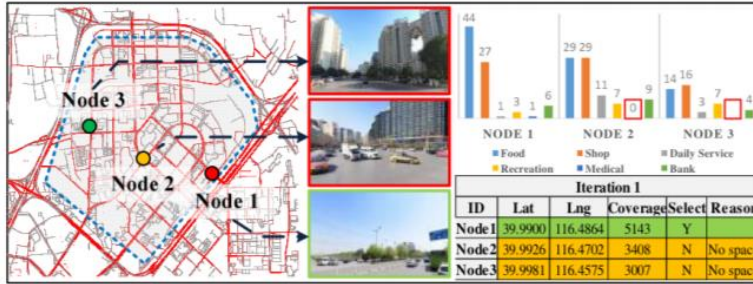 Node 3
Node 2
Node 1
44
27
1
3
1
6
29
29
11
7
0
9
14
16
3
7
4
NODE 1
NODE 2
NODE 3
Food
Shop
Daily Service
Recreation
Medical
Bank
Iteration 1
ID Lat Lng Coverage Select Reason
Node1 39.9900 116.4864 5143 Y
Node2 39.9926 116.4702 3408 N No spac
Node3 39.9981 116.4575 3007 N No spac